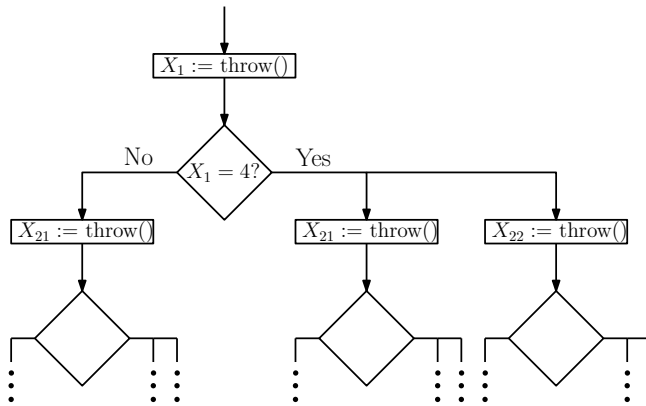 X₁ := throw()
X₁ = 4?
No
Yes
X₂₁ := throw()
X₂₁ := throw()
X₂₂ := throw()